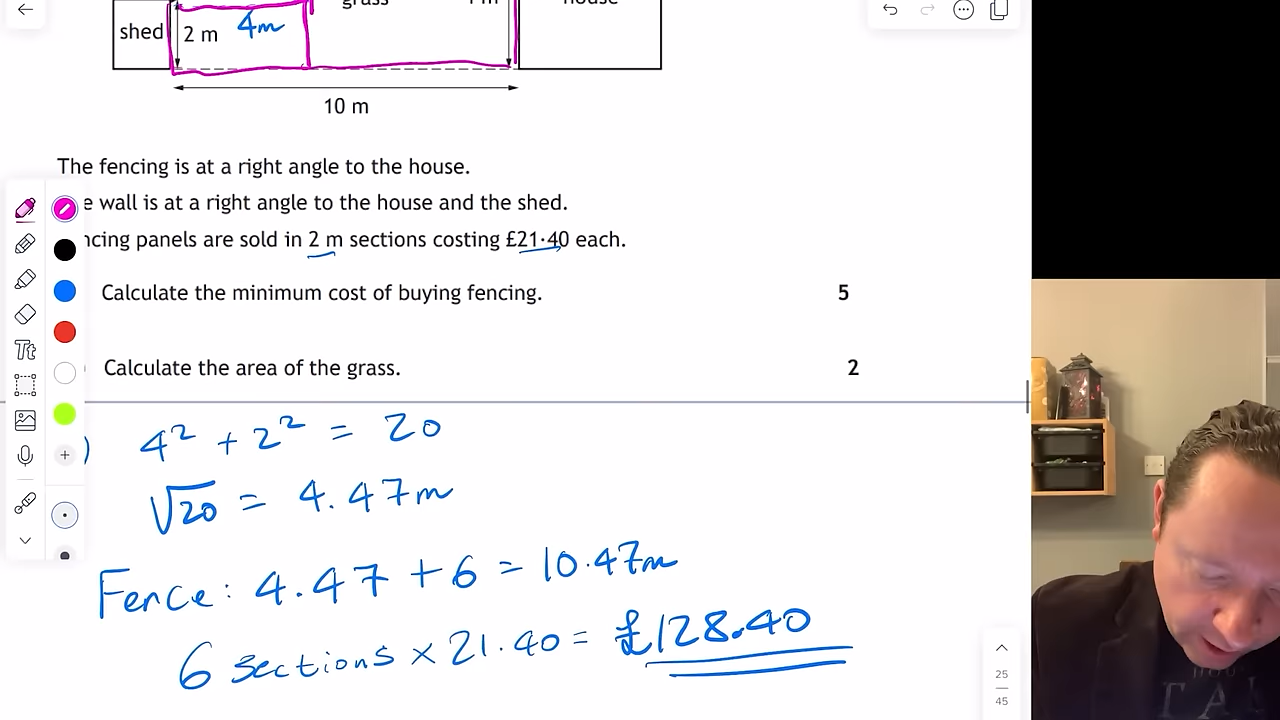 shed
2 m
4m
10 m
The fencing is at a right angle to the house.
e wall is at a right angle to the house and the shed.
ncing panels are sold in 2 m sections costing £21·40 each.
Calculate the minimum cost of buying fencing.
5
Calculate the area of the grass.
2
) 4² + 2² = 20
√20 = 4.47m
Fence: 4.47 + 6 = 10.47m
6 sections × 21.40 = £128.40
Tt
25
45
TAL